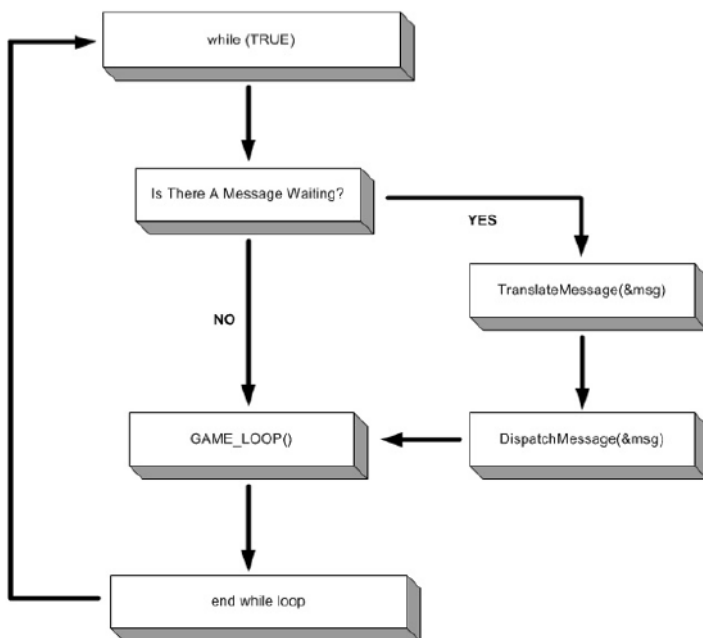 while (TRUE)
Is There A Message Waiting?
YES
TranslateMessage(&msg)
NO
GAME_LOOP()
DispatchMessage(&msg)
end while loop